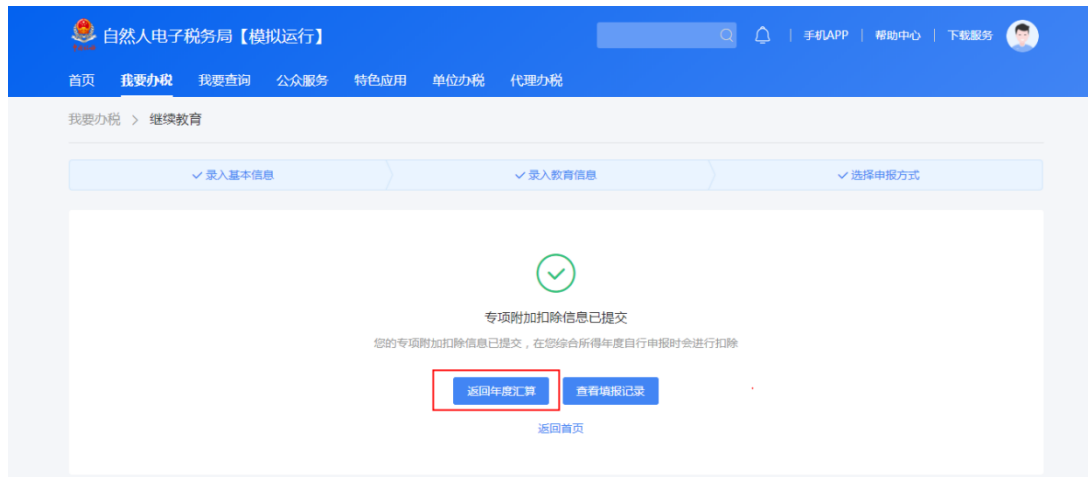 自然人电子税务局【模拟运行】
手机APP | 帮助中心 | 下载服务
首页 我要办税 我要查询 公众服务 特色应用 单位办税 代理办税
我要办税 > 继续教育
录入基本信息 录入教育信息 选择申报方式
专项附加扣除信息已提交
您的专项附加扣除信息已提交，在您综合所得年度自行申报时会进行扣除
返回年度汇算 查看填报记录
返回首页